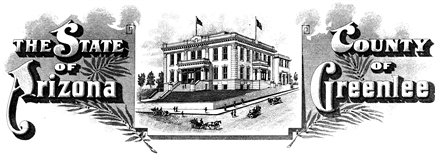 THE STATE
OF
Arizona
COUNTY
OF
Greenlee